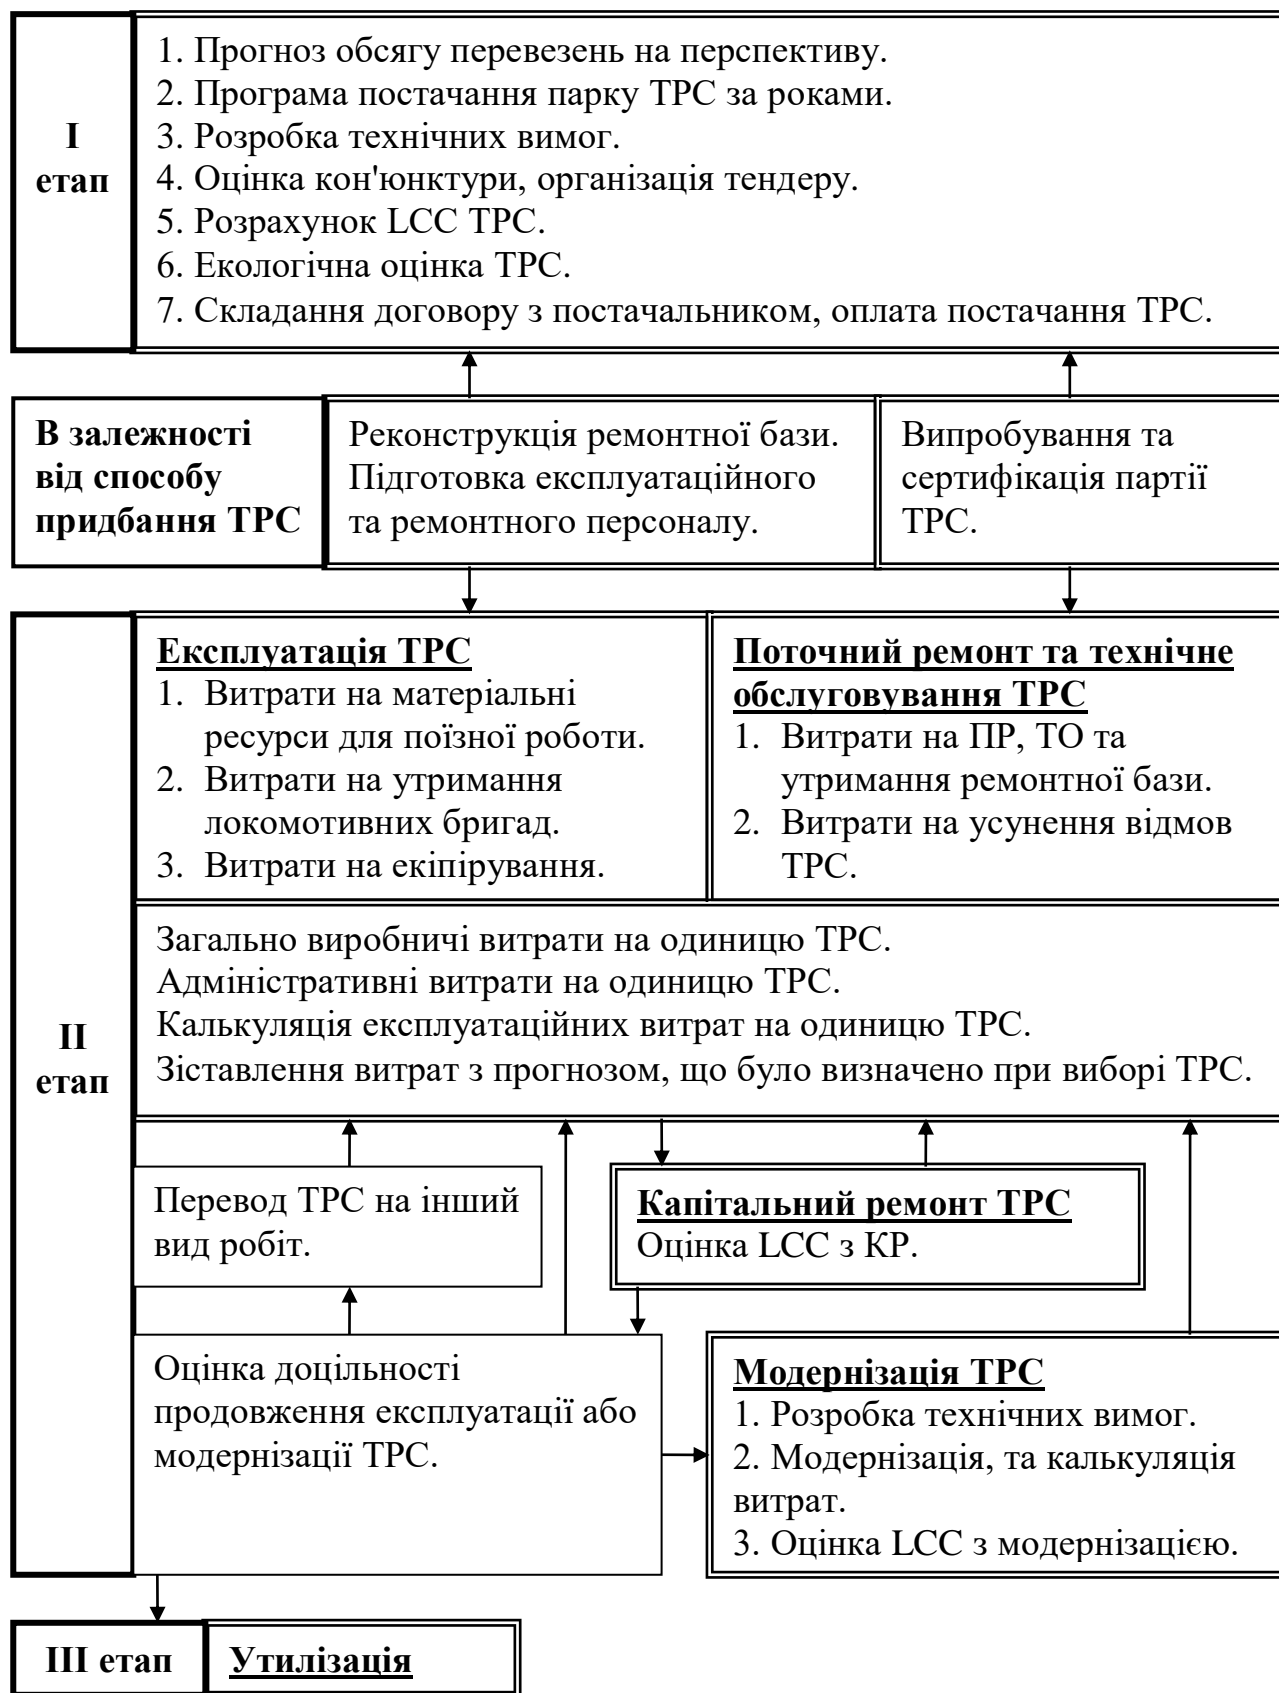 I
етап
1. Прогноз обсягу перевезень на перспективу.
2. Програма постачання парку ТРС за роками.
3. Розробка технічних вимог.
4. Оцінка кон'юнктури, організація тендеру.
5. Розрахунок LCC ТРС.
6. Екологічна оцінка ТРС.
7. Складання договору з постачальником, оплата постачання ТРС.
В залежності
від способу
придбання ТРС
Реконструкція ремонтної бази.
Підготовка експлуатаційного
та ремонтного персоналу.
Випробування та
сертифікація партії
ТРС.
II
етап
Експлуатація ТРС
1. Витрати на матеріальні
ресурси для поїзної роботи.
2. Витрати на утримання
локомотивних бригад.
3. Витрати на екіпірування.
Поточний ремонт та технічне
обслуговування ТРС
1. Витрати на ПР, ТО та
утримання ремонтної бази.
2. Витрати на усунення відмов
ТРС.
Загально виробничі витрати на одиницю ТРС.
Адміністративні витрати на одиницю ТРС.
Калькуляція експлуатаційних витрат на одиницю ТРС.
Зіставлення витрат з прогнозом, що було визначено при виборі ТРС.
Перевод ТРС на інший
вид робіт.
Капітальний ремонт ТРС
Оцінка LCC з КР.
Оцінка доцільності
продовження експлуатації або
модернізації ТРС.
Модернізація ТРС
1. Розробка технічних вимог.
2. Модернізація, та калькуляція
витрат.
3. Оцінка LCC з модернізацією.
III етап
Утилізація